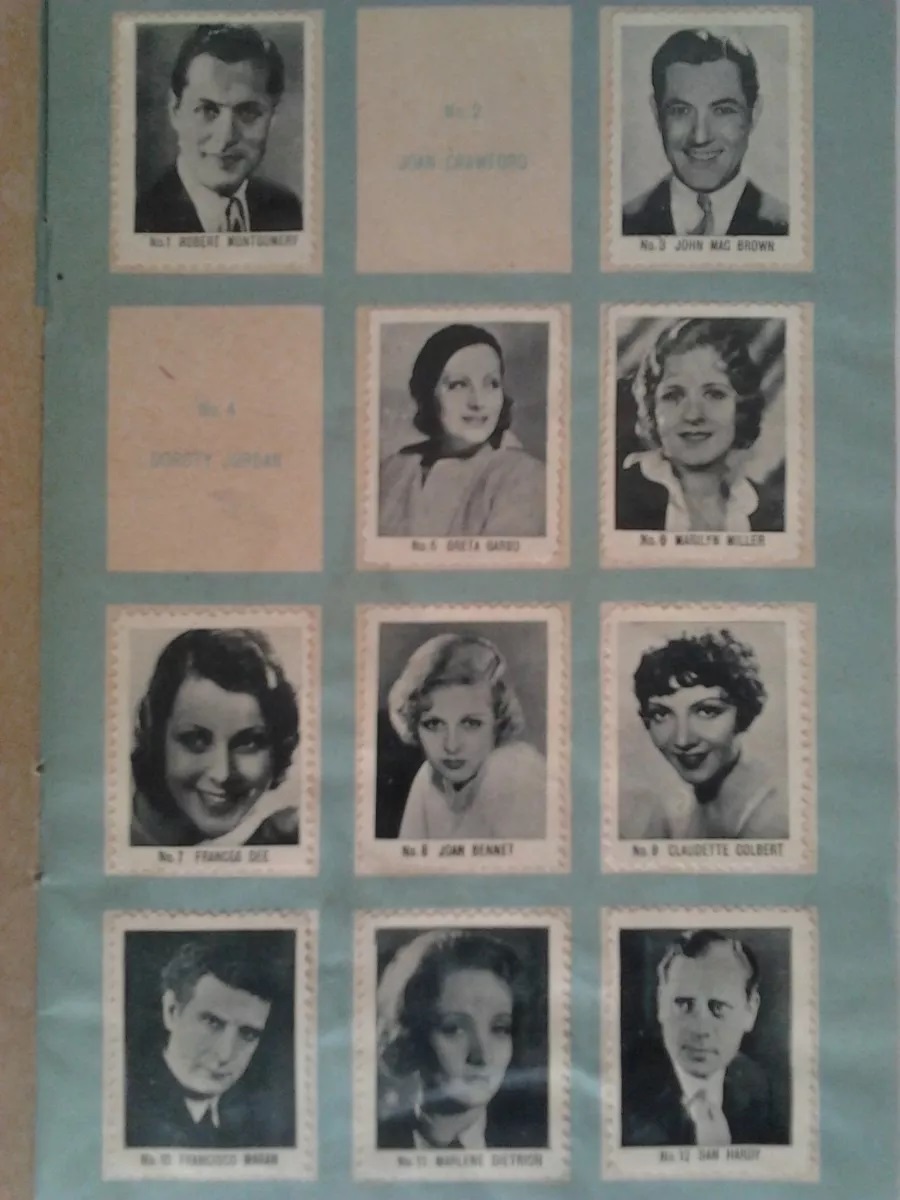 No.1 ROBERT MONTGOMERY
No. 2
JOAN CRAWFORD
No. 3 JOHN MAC BROWN
No. 4
DOROTY JORDAN
No. 5 GRETA GARBO
No. 6 MARILYN MILLER
No. 7 FRANCES DEE
No. 8 JOAN BENNET
No. 9 CLAUDETTE COLBERT
No. 10 FRANCISCO MARAN
No. 11 MARLENE DIETRICH
No. 12 SAN HARDY